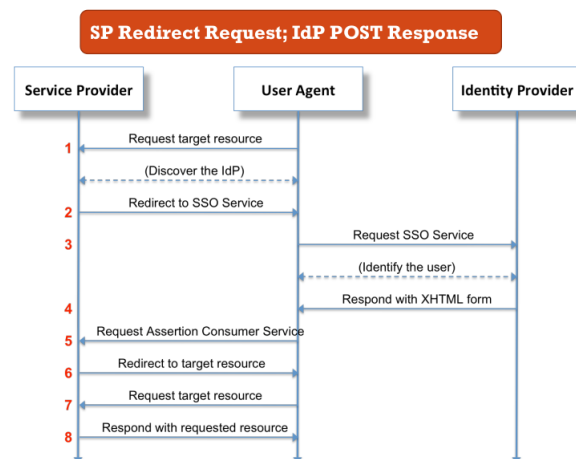 SP Redirect Request; IdP POST Response
Service Provider
User Agent
Identity Provider
1
Request target resource
(Discover the IdP)
2
Redirect to SSO Service
3
Request SSO Service
(Identify the user)
4
Respond with XHTML form
5
Request Assertion Consumer Service
6
Redirect to target resource
7
Request target resource
8
Respond with requested resource